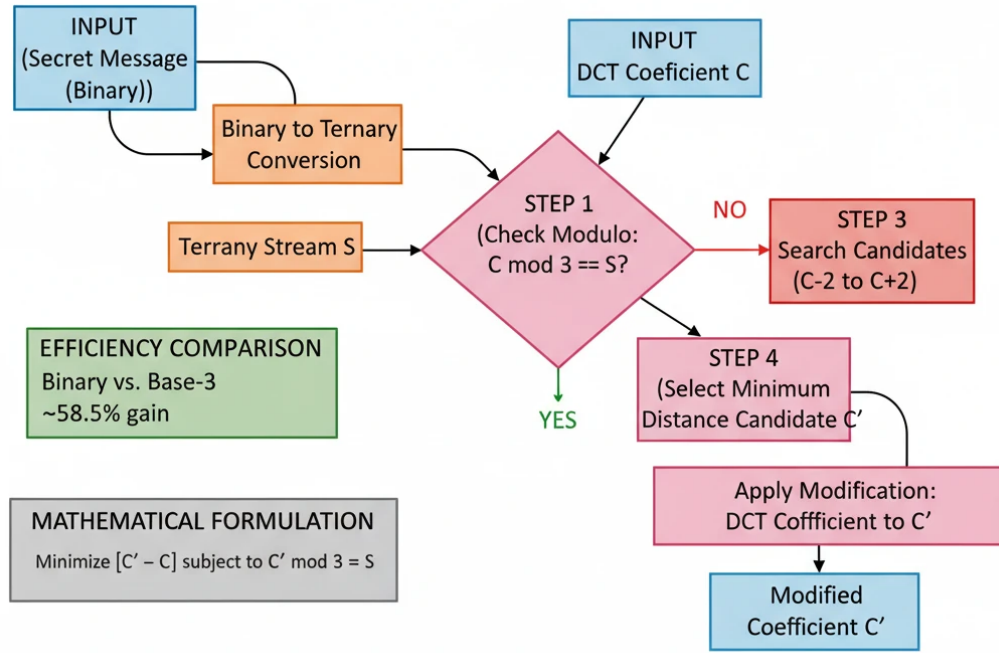 INPUT
(Secret Message
(Binary))
INPUT
DCT Coeficient C
Binary to Ternary
Conversion
STEP 1
(Check Modulo:
C mod 3 == S?
Terrany Stream S
NO
STEP 3
Search Candidates
(C-2 to C+2)
YES
STEP 4
(Select Minimum
Distance Candidate C′
EFFICIENCY COMPARISON
Binary vs. Base-3
~58.5% gain
Apply Modification:
DCT Coffficient to C′
MATHEMATICAL FORMULATION
Minimize [C′ – C] subject to C′ mod 3 = S
Modified
Coefficient C′